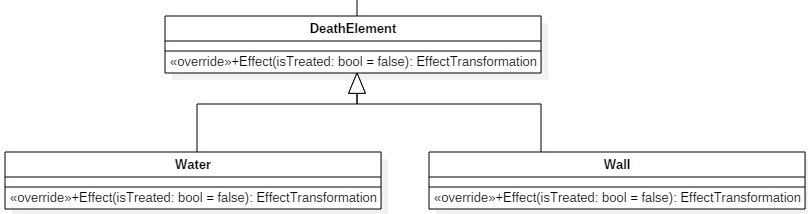 DeathElement
«override»+Effect(isTreated: bool = false): EffectTransformation
Water
«override»+Effect(isTreated: bool = false): EffectTransformation
Wall
«override»+Effect(isTreated: bool = false): EffectTransformation